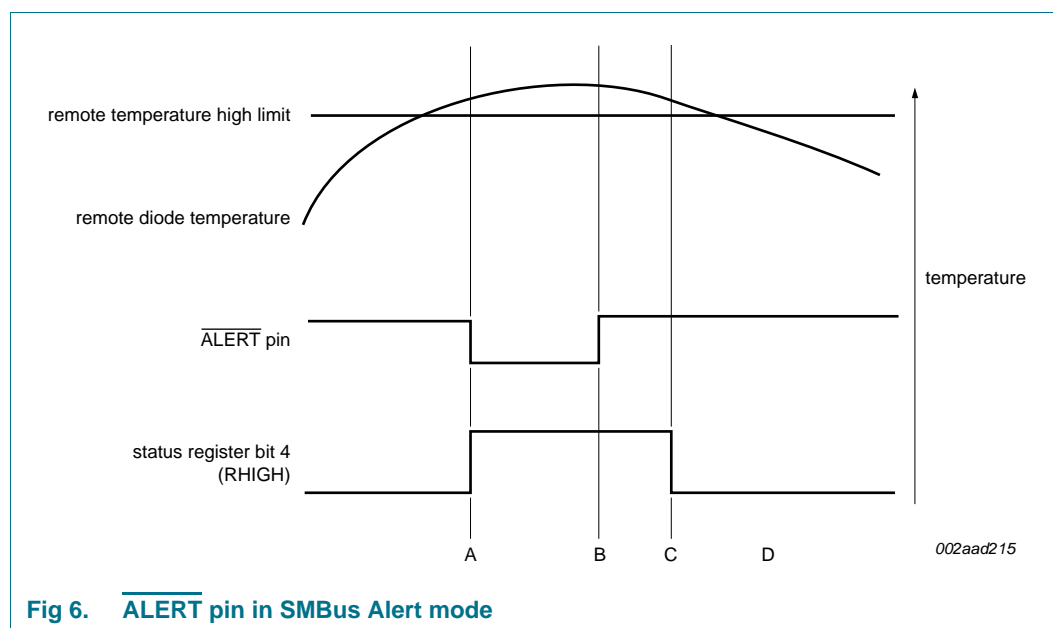 remote temperature high limit
remote diode temperature
temperature
ALERT pin
status register bit 4
(RHIGH)
A B C D
002aad215
Fig 6. ALERT pin in SMBus Alert mode